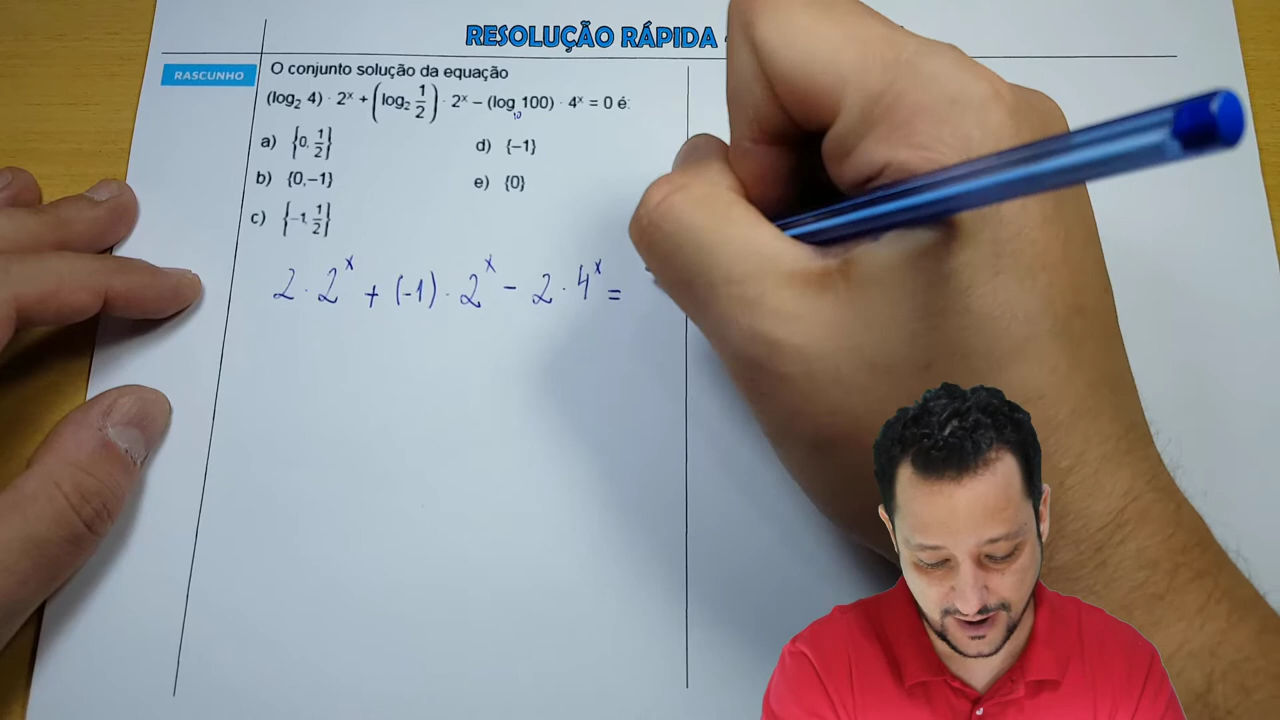 RESOLUÇÃO RÁPIDA
RASCUNHO
O conjunto solução da equação
(log₂ 4) · 2ˣ + (log₂ 1/2) · 2ˣ − (log₁₀ 100) · 4ˣ = 0 é:
a) {0, 1/2}
d) {−1}
b) {0,−1}
e) {0}
c) {−1, 1/2}
2 · 2ˣ + (-1) · 2ˣ − 2 · 4ˣ =